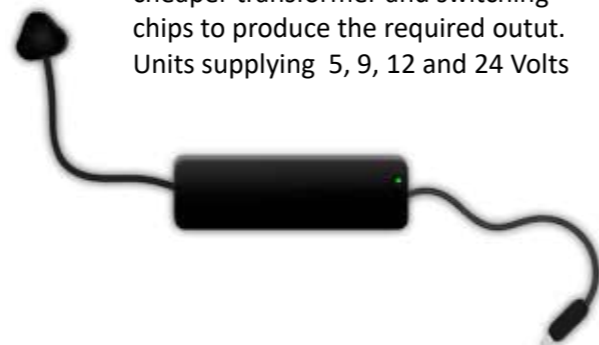 cheaper transformer and switching
chips to produce the required outut.
Units supplying 5, 9, 12 and 24 Volts